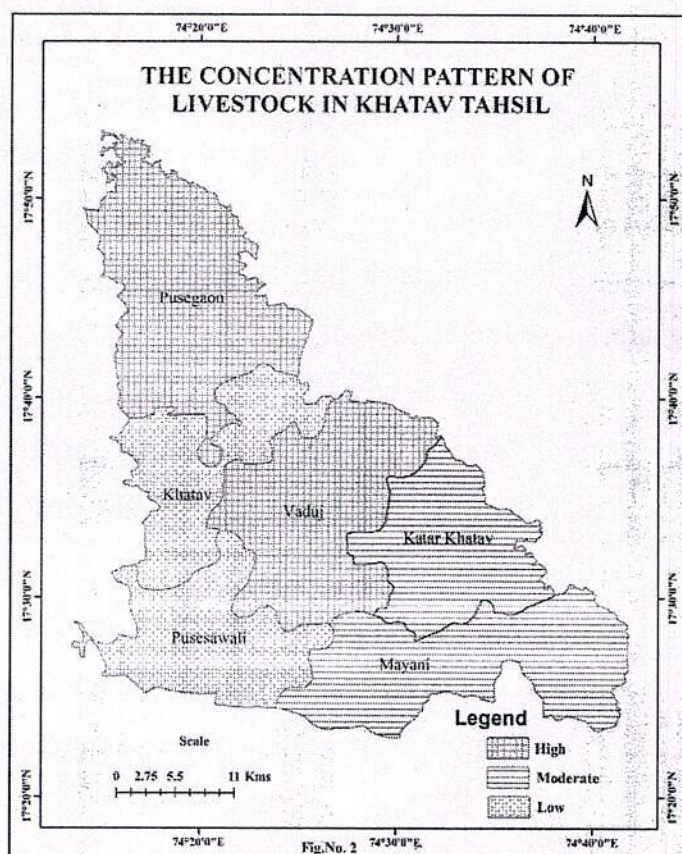 74°20'0"E 74°30'0"E 74°40'0"E
THE CONCENTRATION PATTERN OF
LIVESTOCK IN KHATAV TAHSIL
N
17°50'0"N 17°50'0"N
Pusegaon
17°40'0"N 17°40'0"N
Khatav
Vaduj
Katar Khatav
17°30'0"N 17°30'0"N
Pusesawali
Mayani
Legend
Scale
High
0 2.75 5.5 11 Kms
Moderate
Low
17°20'0"N 17°20'0"N
74°20'0"E 74°30'0"E 74°40'0"E
Fig.No. 2